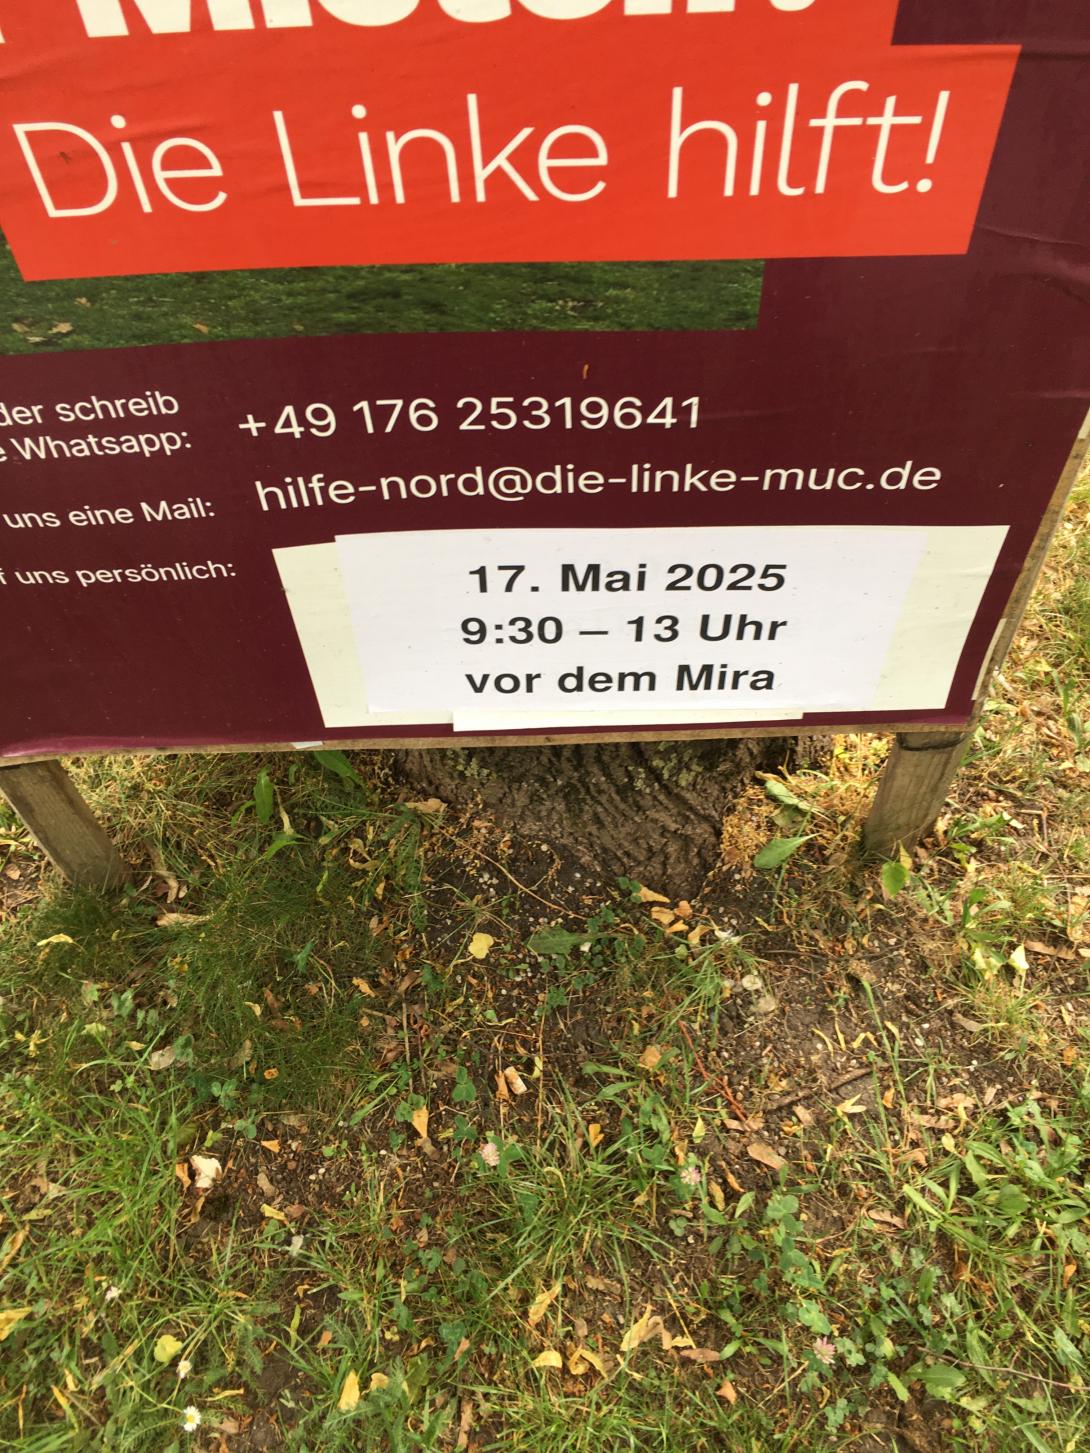 Mieten?
Die Linke hilft!
der schreib
e Whatsapp:
+49 176 25319641
uns eine Mail:
hilfe-nord@die-linke-muc.de
f uns persönlich:
17. Mai 2025
9:30 – 13 Uhr
vor dem Mira